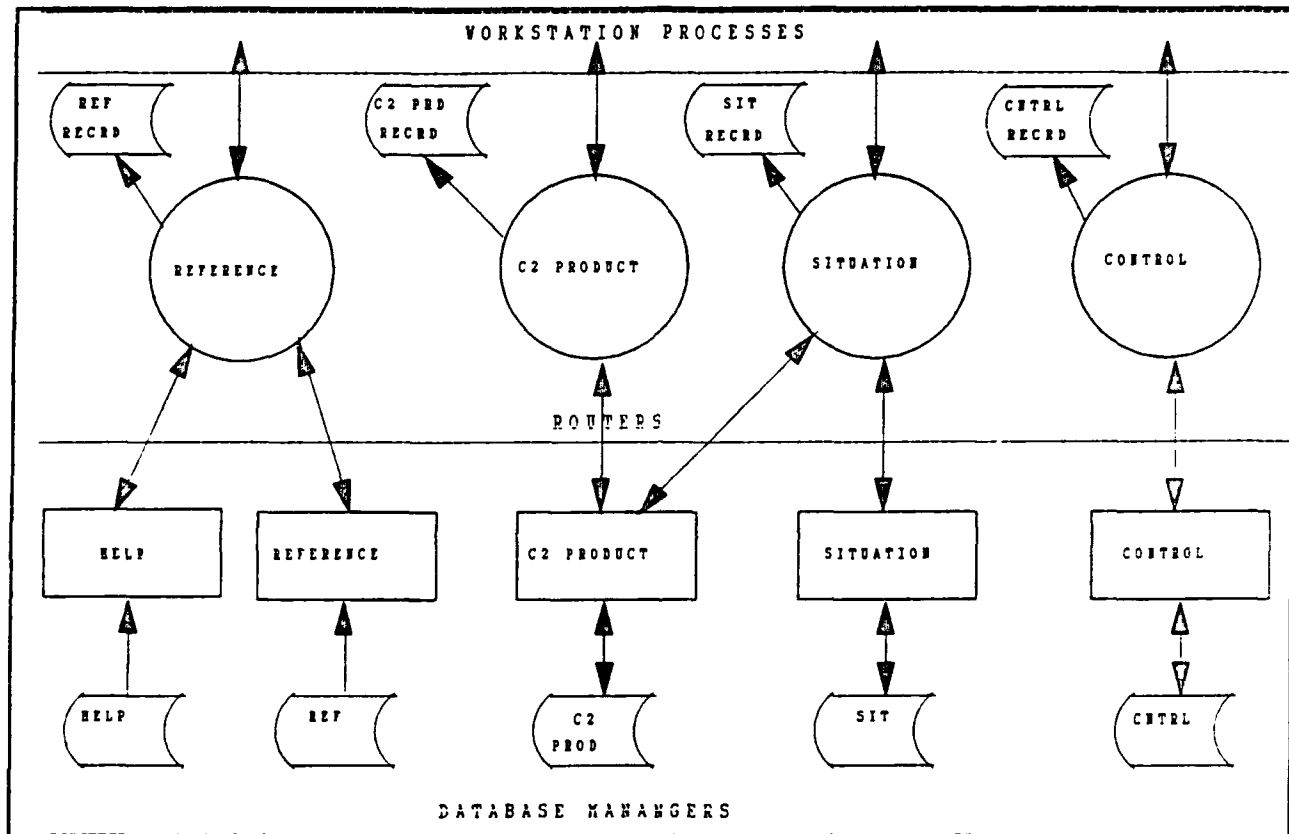 WORKSTATION PROCESSES
REF
RECRD
C2 PRD
RECRD
SIT
RECRD
CNTRL
RECRD
REFERENCE
C2 PRODUCT
SITUATION
CONTROL
ROUTERS
HELP
REFERENCE
C2 PRODUCT
SITUATION
CONTROL
HELP
REF
C2
PROD
SIT
CNTRL
DATABASE MANANGERS